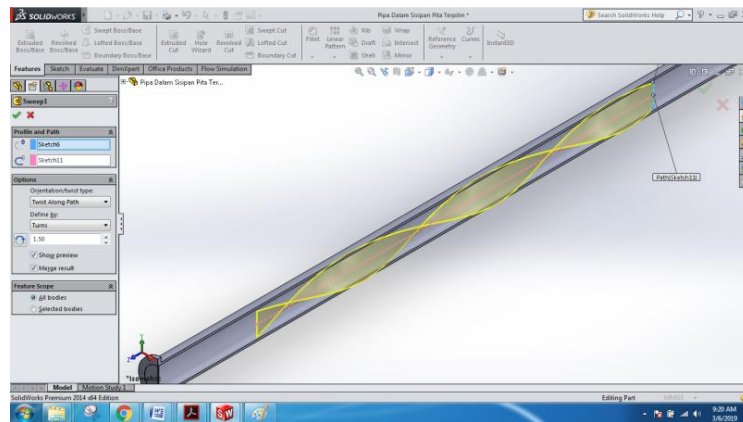 SOLIDWORKS
Pipa Dalam Sisipan Pita Terpilin *
Search SolidWorks Help
Extruded Boss/Base
Revolved Boss/Base
Swept Boss/Base
Lofted Boss/Base
Boundary Boss/Base
Extruded Cut
Hole Wizard
Revolved Cut
Swept Cut
Lofted Cut
Boundary Cut
Fillet
Linear Pattern
Rib
Draft
Shell
Wrap
Intersect
Mirror
Reference Geometry
Curves
Instant3D
Features Sketch Evaluate DimXpert Office Products Flow Simulation
Pipa Dalam Sisipan Pita Ter...
Sweep1
?
Profile and Path
Sketch6
Sketch11
Options
Orientation/twist type:
Twist Along Path
Define by:
Turns
1.50
Show preview
Merge result
Feature Scope
All bodies
Selected bodies
Path(Sketch11)
Model Motion Study 1
SolidWorks Premium 2014 x64 Edition
Editing Part
9:20 AM
3/6/2019